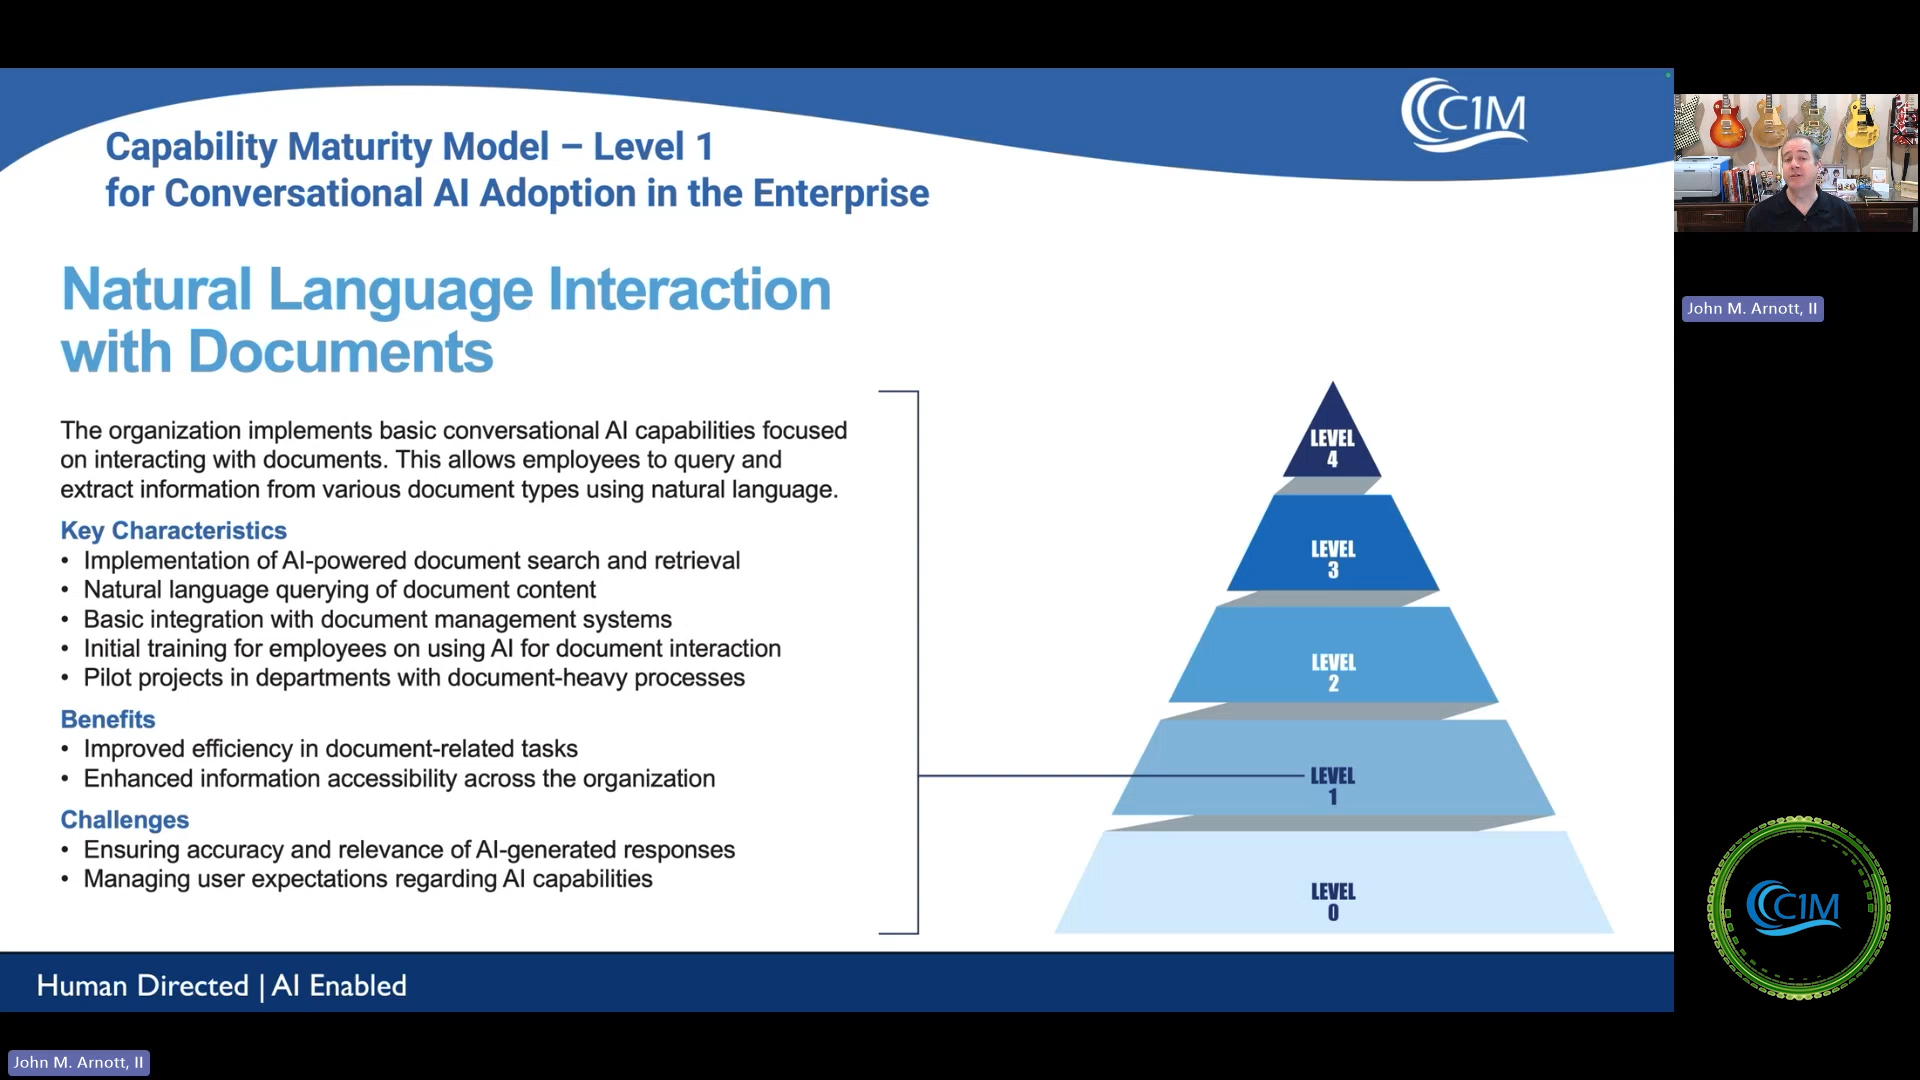 C1M
Capability Maturity Model – Level 1
for Conversational AI Adoption in the Enterprise
Natural Language Interaction
with Documents
The organization implements basic conversational AI capabilities focused
on interacting with documents. This allows employees to query and
extract information from various document types using natural language.
Key Characteristics
• Implementation of AI-powered document search and retrieval
• Natural language querying of document content
• Basic integration with document management systems
• Initial training for employees on using AI for document interaction
• Pilot projects in departments with document-heavy processes
Benefits
• Improved efficiency in document-related tasks
• Enhanced information accessibility across the organization
Challenges
• Ensuring accuracy and relevance of AI-generated responses
• Managing user expectations regarding AI capabilities
LEVEL
4
LEVEL
3
LEVEL
2
LEVEL
1
LEVEL
0
Human Directed | AI Enabled
John M. Arnott, II
C1M
John M. Arnott, II